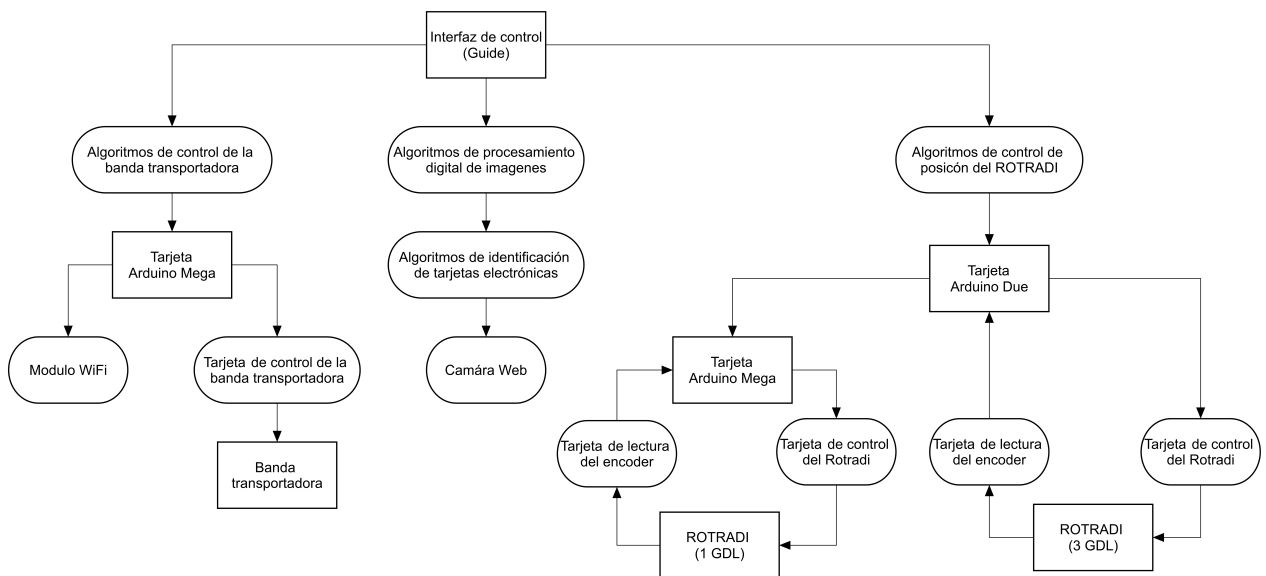 Interfaz de control
(Guide)
Algoritmos de control de la
banda transportadora
Algoritmos de procesamiento
digital de imagenes
Algoritmos de control de
posicón del ROTRADI
Tarjeta
Arduino Mega
Algoritmos de identificación
de tarjetas electrónicas
Tarjeta
Arduino Due
Modulo WiFi
Tarjeta de control de la
banda transportadora
Camára Web
Tarjeta
Arduino Mega
Banda
transportadora
Tarjeta de lectura
del encoder
Tarjeta de control
del Rotradi
Tarjeta de lectura
del encoder
Tarjeta de control
del Rotradi
ROTRADI
(1 GDL)
ROTRADI
(3 GDL)